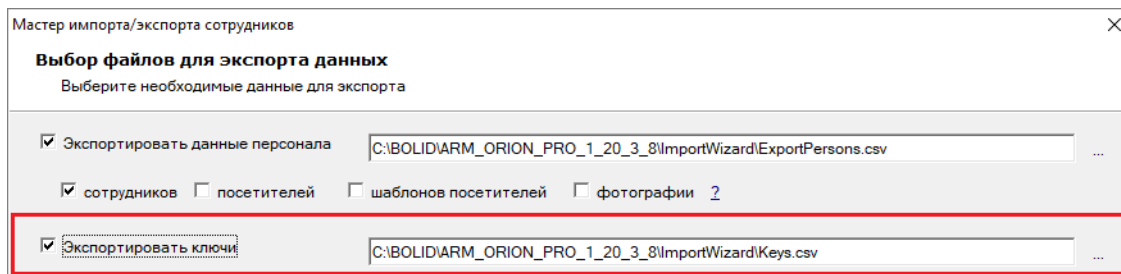 Мастер импорта/экспорта сотрудников
Выбор файлов для экспорта данных
Выберите необходимые данные для экспорта
Экспортировать данные персонала C:\BOLID\ARM_ORION_PRO_1_20_3_8\ImportWizard\ExportPersons.csv ...
сотрудников посетителей шаблонов посетителей фотографии ?
Экспортировать ключи C:\BOLID\ARM_ORION_PRO_1_20_3_8\ImportWizard\Keys.csv ...